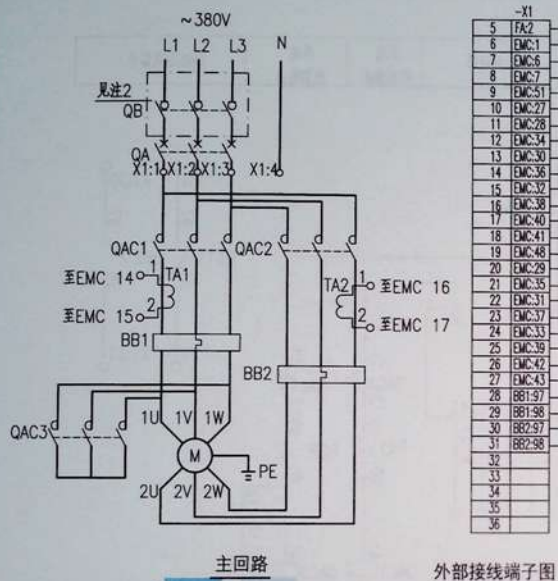 ~380V
L1 L2 L3 N
见注2
QB
QA
X1:1 X1:2 X1:3 X1:4
QAC1 QAC2
至EMC 14 1 TA1
至EMC 15 2
TA2 1 至EMC 16
2 至EMC 17
BB1
BB2
QAC3
1U 1V 1W
M
PE
2U 2V 2W
主回路
-X1
5 FA:2
6 EMC:1
7 EMC:6
8 EMC:7
9 EMC:51
10 EMC:27
11 EMC:28
12 EMC:34
13 EMC:30
14 EMC:36
15 EMC:32
16 EMC:38
17 EMC:40
18 EMC:41
19 EMC:48
20 EMC:29
21 EMC:35
22 EMC:31
23 EMC:37
24 EMC:33
25 EMC:39
26 EMC:42
27 EMC:43
28 BB1:97
29 BB1:98
30 BB2:97
31 BB2:98
32
33
34
35
36
外部接线端子图